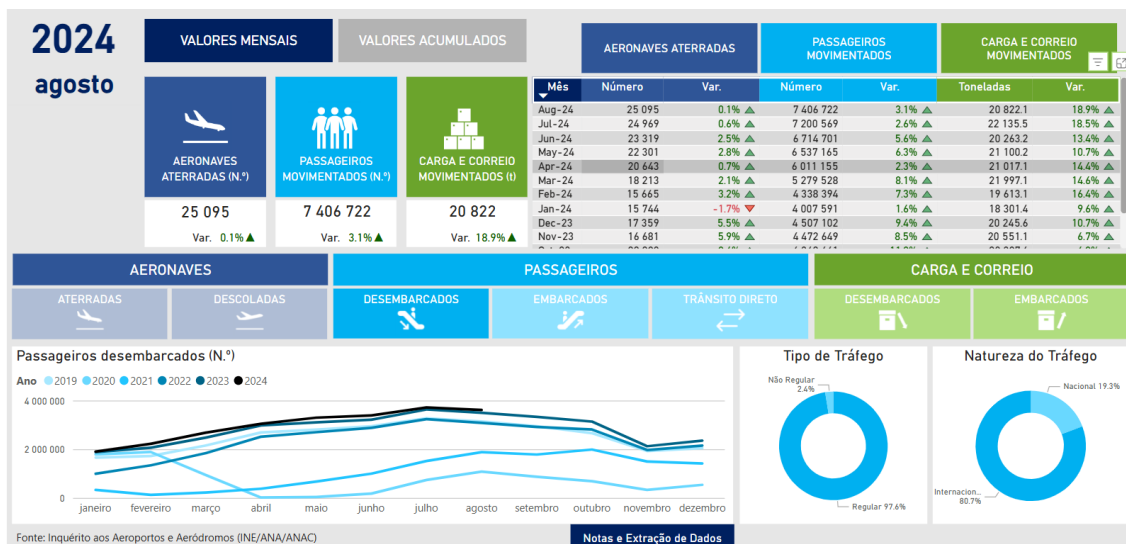 2024
agosto
VALORES MENSAIS
VALORES ACUMULADOS
AERONAVES
ATERRADAS (N.º)
PASSAGEIROS
MOVIMENTADOS (N.º)
CARGA E CORREIO
MOVIMENTADOS (t)
25 095
7 406 722
20 822
Var. 0.1%▲
Var. 3.1%▲
Var. 18.9%▲
AERONAVES ATERRADAS
PASSAGEIROS
MOVIMENTADOS
CARGA E CORREIO
MOVIMENTADOS
Mês Número Var. Número Var. Toneladas Var.
Aug-24 25 095 0.1% ▲ 7 406 722 3.1% ▲ 20 822.1 18.9% ▲
Jul-24 24 969 0.6% ▲ 7 200 569 2.6% ▲ 22 135.5 18.5% ▲
Jun-24 23 319 2.5% ▲ 6 714 701 5.6% ▲ 20 263.2 13.4% ▲
May-24 22 301 2.8% ▲ 6 537 165 6.3% ▲ 21 100.2 10.7% ▲
Apr-24 20 643 0.7% ▲ 6 011 155 2.3% ▲ 21 017.1 14.4% ▲
Mar-24 18 213 2.1% ▲ 5 279 528 8.1% ▲ 21 997.1 14.6% ▲
Feb-24 15 665 3.2% ▲ 4 338 394 7.3% ▲ 19 613.1 16.4% ▲
Jan-24 15 744 -1.7% ▼ 4 007 591 1.6% ▲ 18 301.4 9.6% ▲
Dec-23 17 359 5.5% ▲ 4 507 102 9.4% ▲ 20 245.6 10.7% ▲
Nov-23 16 681 5.9% ▲ 4 472 649 8.5% ▲ 20 551.1 6.7% ▲
AERONAVES
PASSAGEIROS
CARGA E CORREIO
ATERRADAS
DESCOLADAS
DESEMBARCADOS
EMBARCADOS
TRÂNSITO DIRETO
DESEMBARCADOS
EMBARCADOS
Passageiros desembarcados (N.º)
Ano 2019 2020 2021 2022 2023 2024
4 000 000
2 000 000
0
janeiro fevereiro março abril maio junho julho agosto setembro outubro novembro dezembro
Tipo de Tráfego
Não Regular
2.4%
Regular 97.6%
Natureza do Tráfego
Nacional 19.3%
Internacion...
80.7%
Fonte: Inquérito aos Aeroportos e Aeródromos (INE/ANA/ANAC)
Notas e Extração de Dados